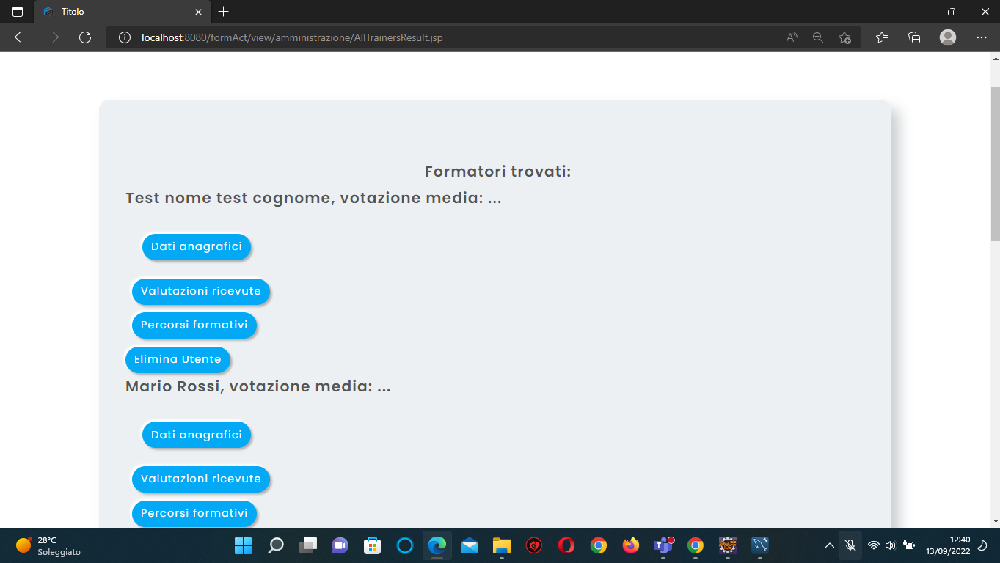 Titolo
localhost:8080/formAct/view/amministrazione/AllTrainersResult.jsp
Formatori trovati:
Test nome test cognome, votazione media: ...
Dati anagrafici
Valutazioni ricevute
Percorsi formativi
Elimina Utente
Mario Rossi, votazione media: ...
Dati anagrafici
Valutazioni ricevute
Percorsi formativi
28°C
Soleggiato
12:40
13/09/2022